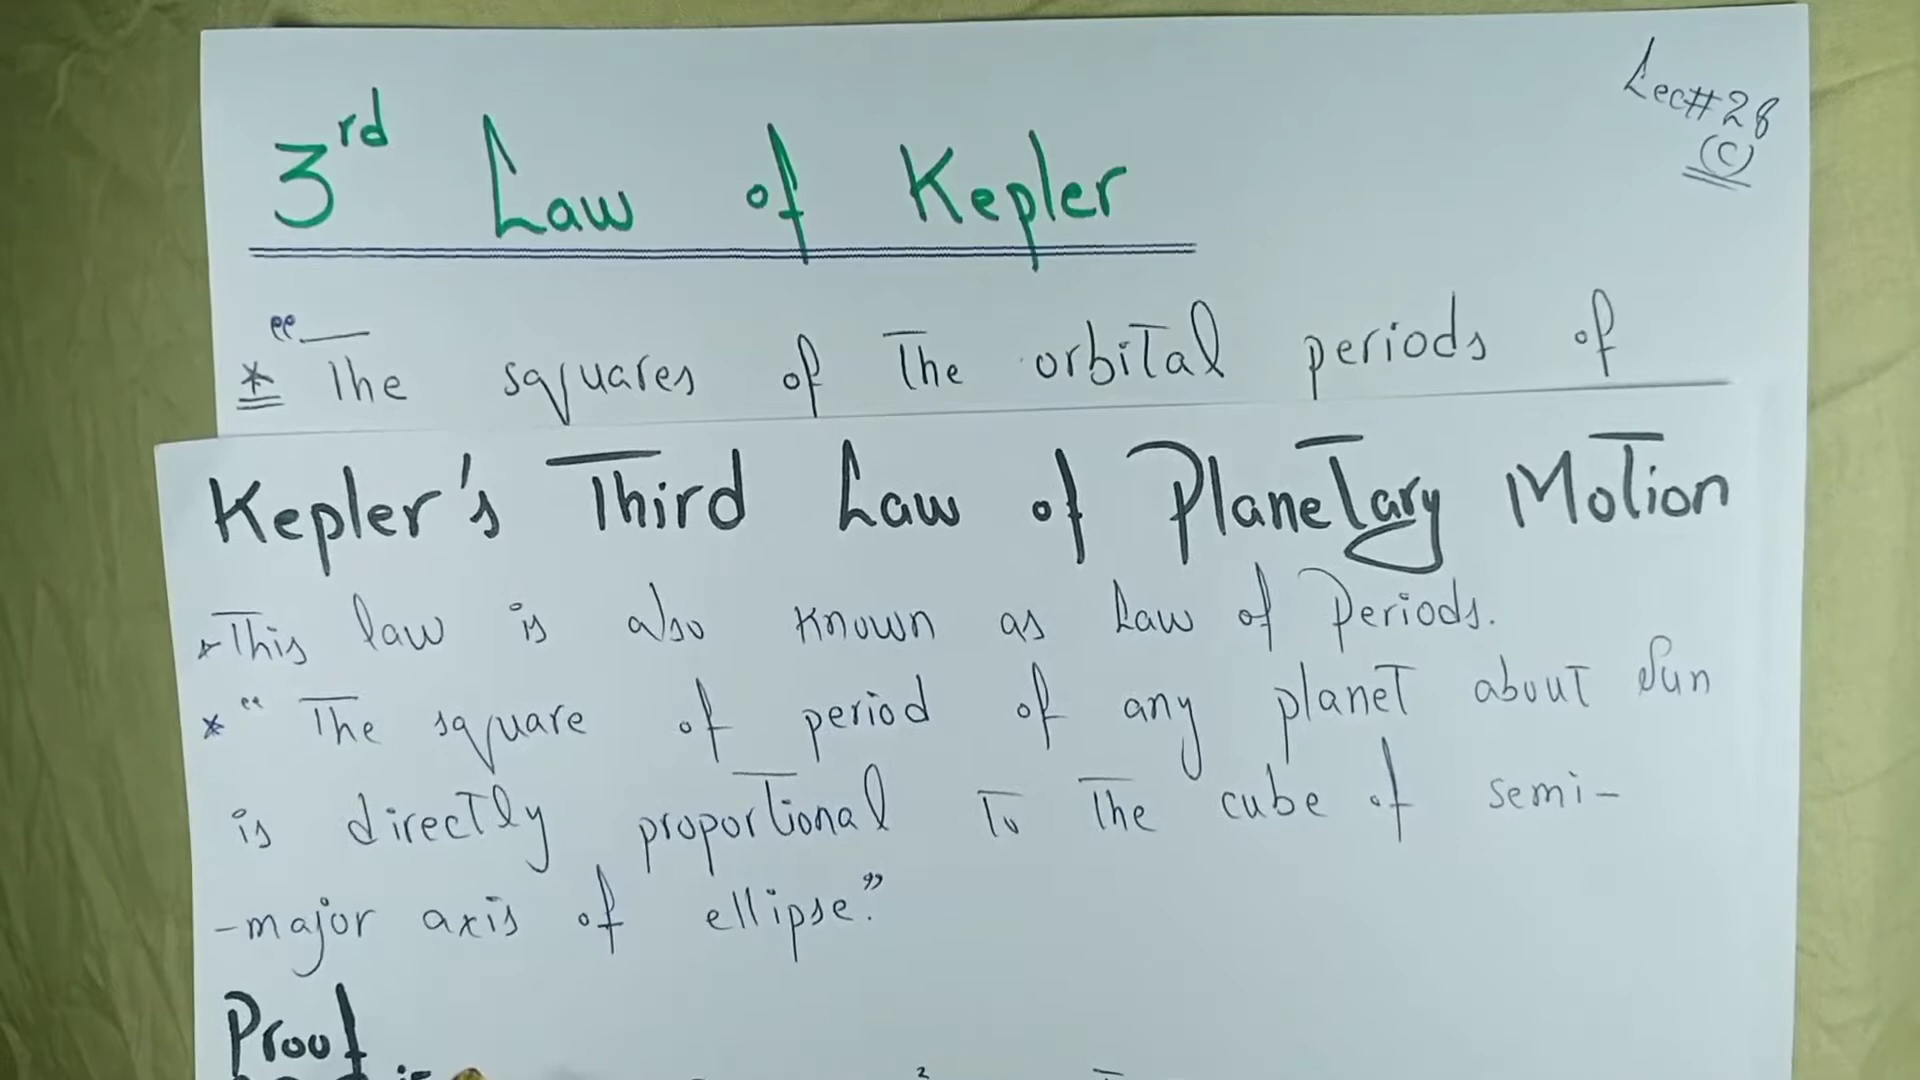 Lec#28
(C)
3rd Law of Kepler
* "The squares of the orbital periods of
Kepler's Third Law of Planetary Motion
*This law is also known as Law of Periods.
* "The square of period of any planet about Sun
is directly proportional to the cube of semi-
-major axis of ellipse."
Proof